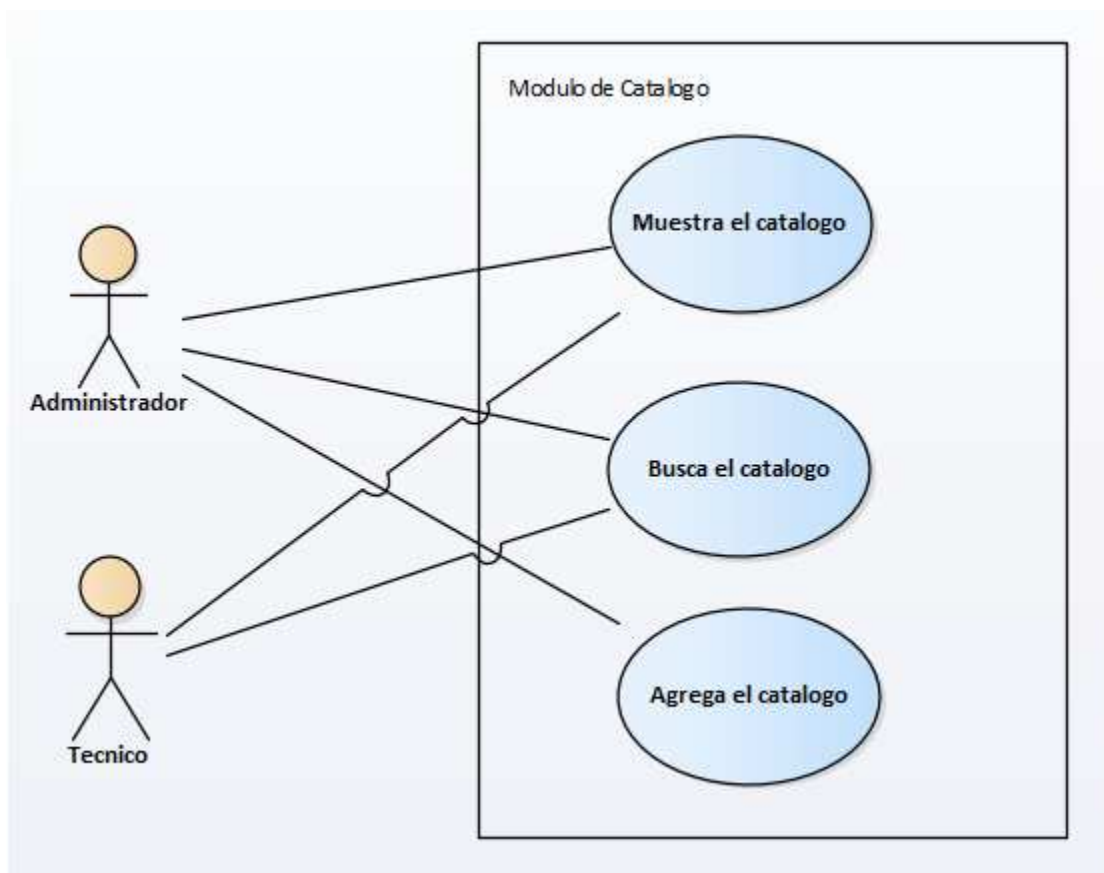 Modulo de Catalogo
Muestra el catalogo
Administrador
Busca el catalogo
Agrega el catalogo
Tecnico